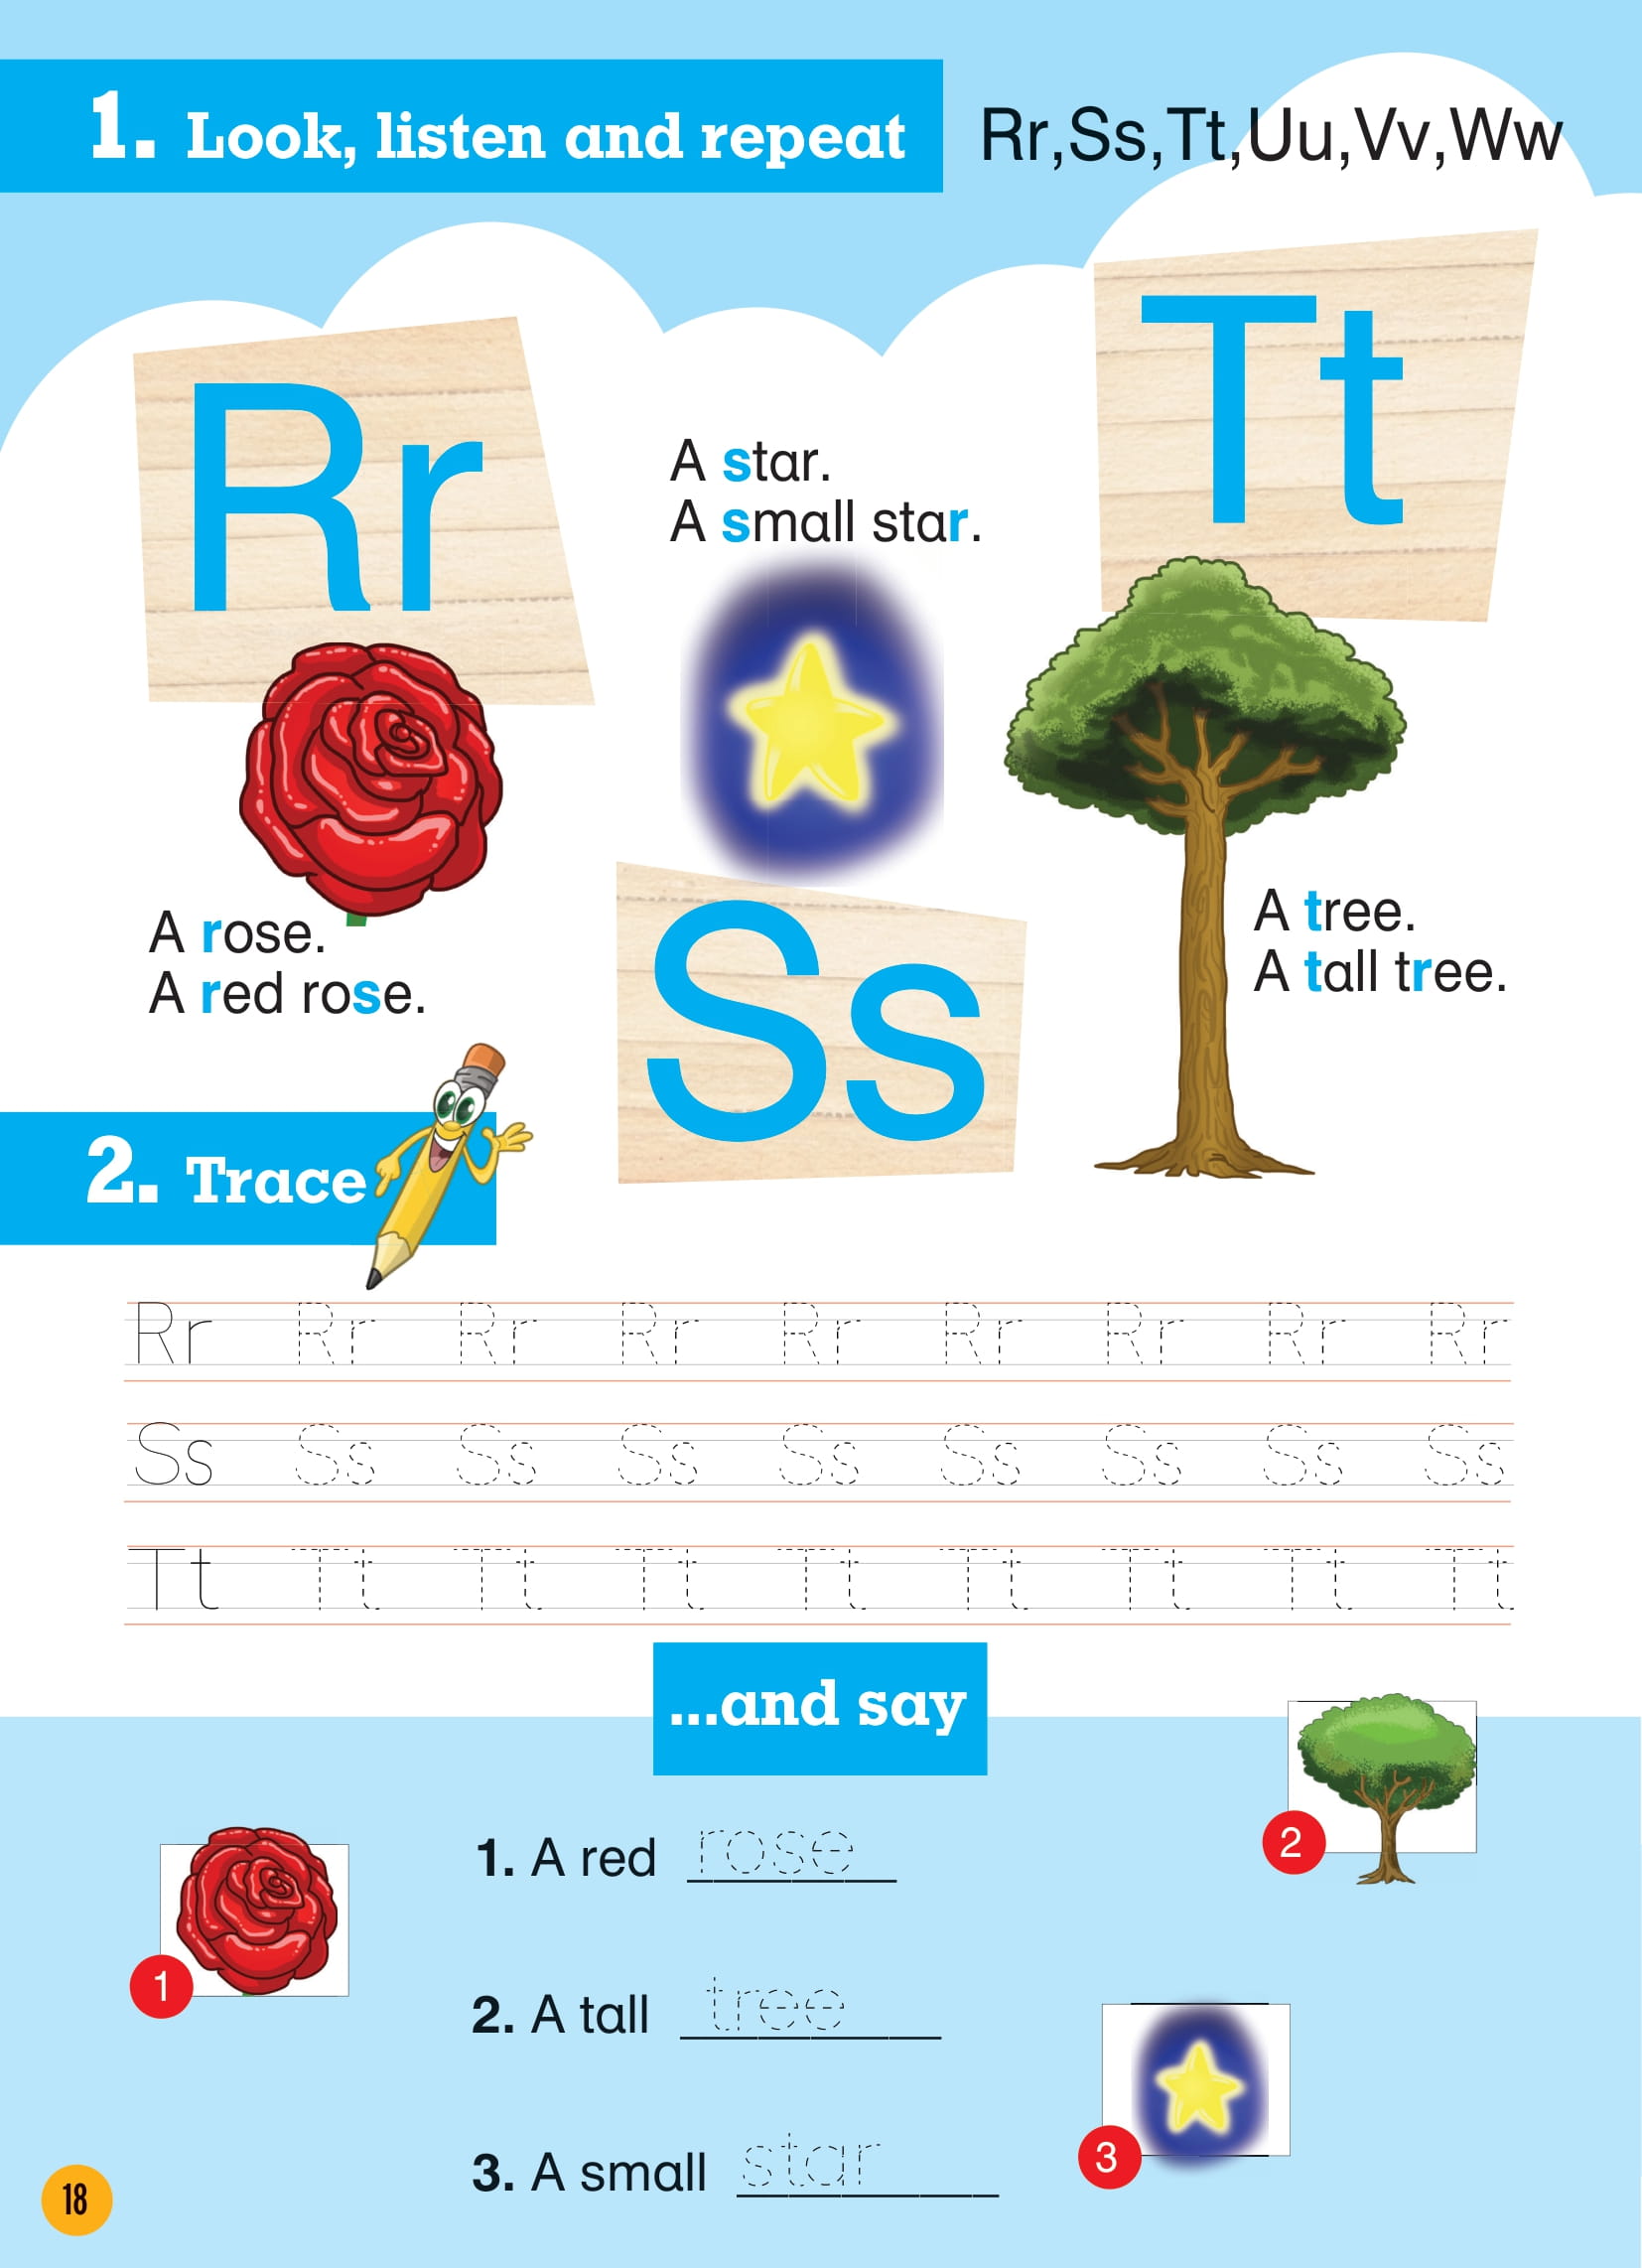 1. Look, listen and repeat
Rr,Ss,Tt,Uu,Vv,Ww
Rr
A rose.
A red rose.
A star.
A small star.
Ss
Tt
A tree.
A tall tree.
2. Trace
Rr Rr Rr Rr Rr Rr Rr Rr Rr
Ss Ss Ss Ss Ss Ss Ss Ss Ss
Tt Tt Tt Tt Tt Tt Tt Tt Tt
...and say
1
1. A red rose
2
2. A tall tree
3. A small star
3
18